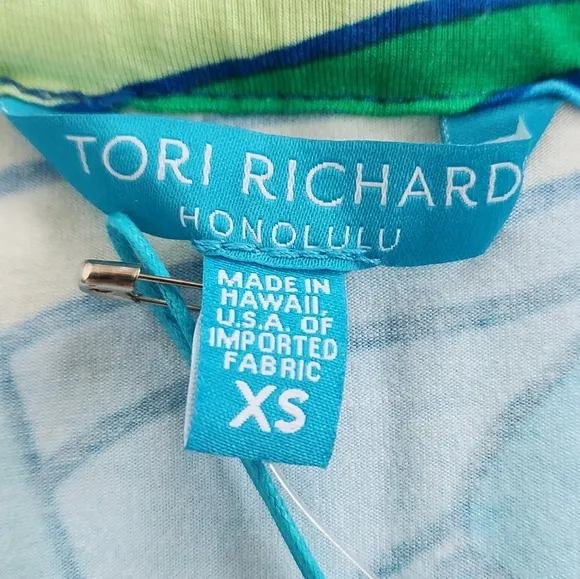 TORI RICHARD
HONOLULU
MADE IN
HAWAII,
U.S.A. OF
IMPORTED
FABRIC
XS